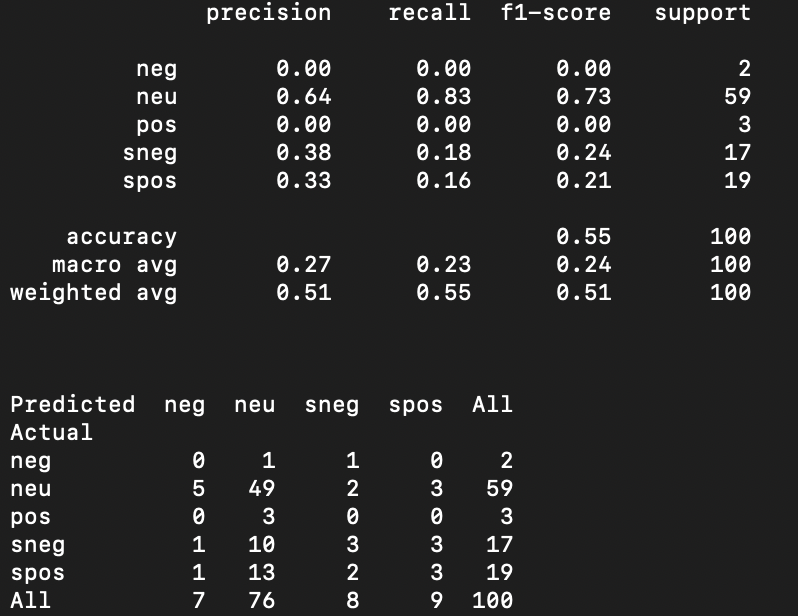 precision recall f1-score support
neg 0.00 0.00 0.00 2
neu 0.64 0.83 0.73 59
pos 0.00 0.00 0.00 3
sneg 0.38 0.18 0.24 17
spos 0.33 0.16 0.21 19
accuracy 0.55 100
macro avg 0.27 0.23 0.24 100
weighted avg 0.51 0.55 0.51 100
Predicted neg neu sneg spos All
Actual
neg 0 1 1 0 2
neu 5 49 2 3 59
pos 0 3 0 0 3
sneg 1 10 3 3 17
spos 1 13 2 3 19
All 7 76 8 9 100